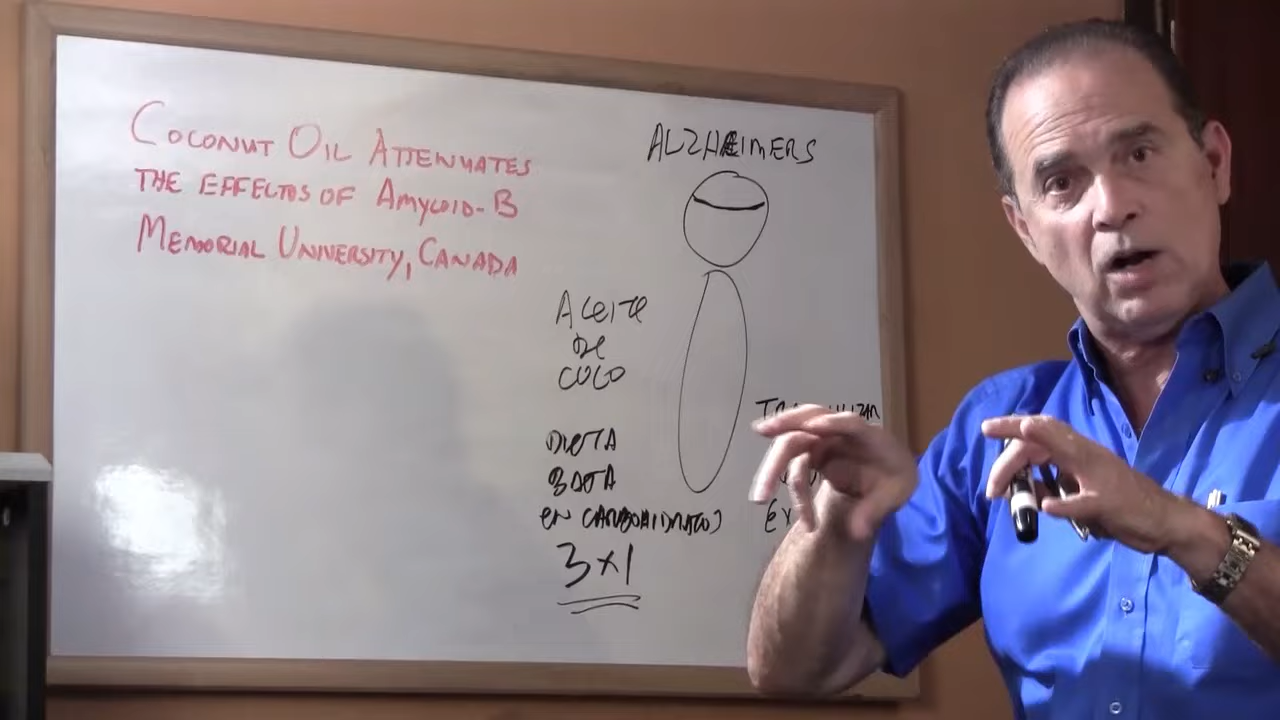 COCONUT OIL ATTENUATES
THE EFFECTOS OF AMYLOID-B
MEMORIAL UNIVERSITY, CANADA
ALZHEIMERS
ACEITE
DE
COCO
DIETA
BAJA
EN CARBOHIDRATOS
3x1